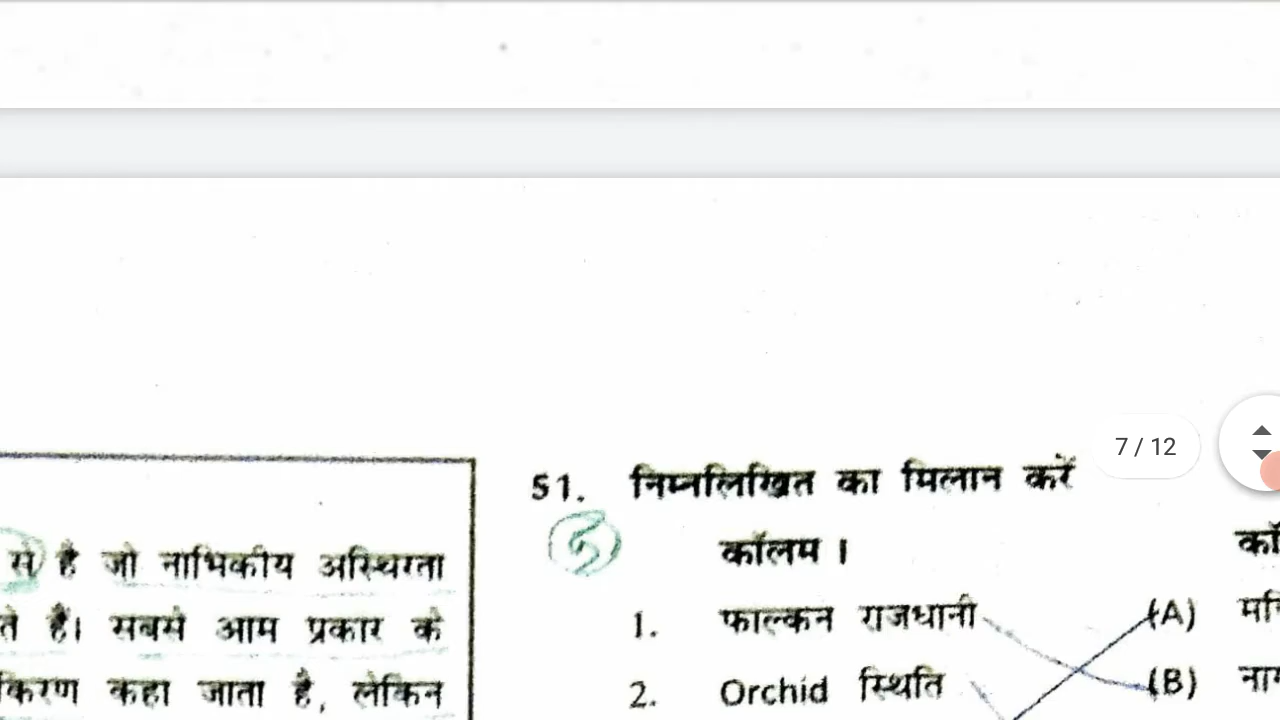 7 / 12
से है जो नाभिकीय अस्थिरता
ते हैं। सबसे आम प्रकार के
किरण कहा जाता है, लेकिन
51. निम्नलिखित का मिलान करें
कॉलम I
1. फाल्कन राजधानी (A)
2. Orchid स्थिति (B)